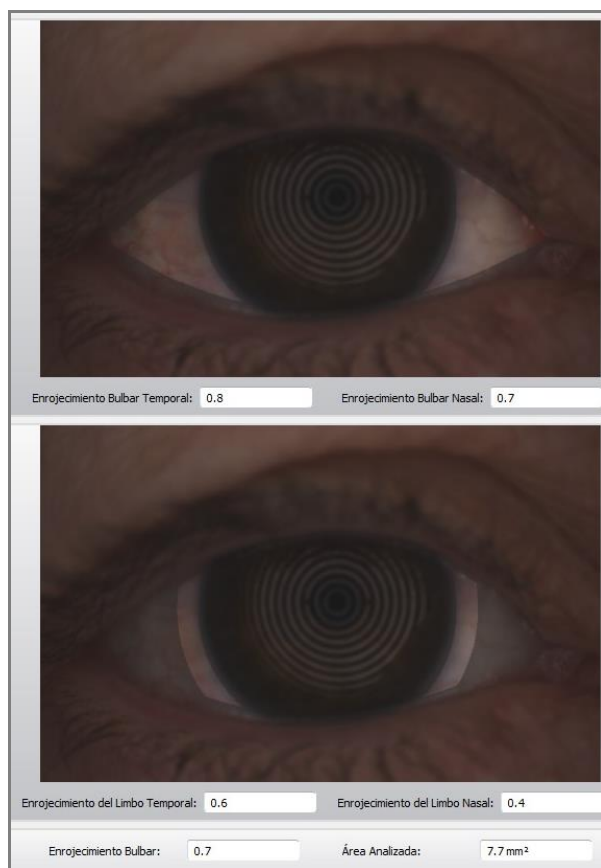 Enrojecimiento Bulbar Temporal: 0.8 Enrojecimiento Bulbar Nasal: 0.7
Enrojecimiento del Limbo Temporal: 0.6 Enrojecimiento del Limbo Nasal: 0.4
Enrojecimiento Bulbar: 0.7 Área Analizada: 7.7 mm²